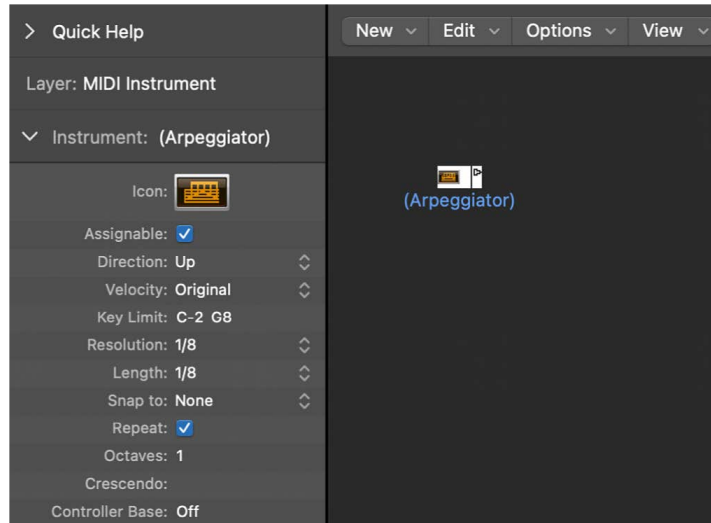 Quick Help
New Edit Options View
Layer: MIDI Instrument
Instrument: (Arpeggiator)
Icon:
(Arpeggiator)
Assignable:
Direction: Up
Velocity: Original
Key Limit: C-2 G8
Resolution: 1/8
Length: 1/8
Snap to: None
Repeat:
Octaves: 1
Crescendo:
Controller Base: Off